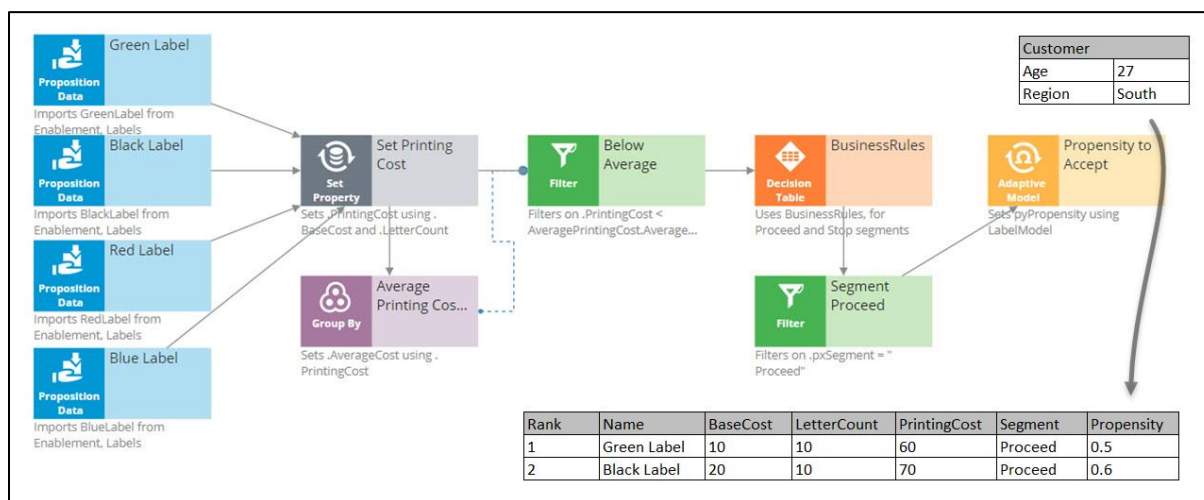 Green Label
Proposition
Data
Imports GreenLabel from
Enablement, Labels
Black Label
Proposition
Data
Imports BlackLabel from
Enablement, Labels
Red Label
Proposition
Data
Imports RedLabel from
Enablement, Labels
Blue Label
Proposition
Data
Imports BlueLabel from
Enablement, Labels
Set Printing
Cost
Set
Property
Sets .PrintingCost using .
BaseCost and .LetterCount
Average
Printing Cos...
Group By
Sets .AverageCost using .
PrintingCost
Below
Average
Filter
Filters on .PrintingCost <
AveragePrintingCost.Average...
BusinessRules
Decision
Table
Uses BusinessRules, for
Proceed and Stop segments
Segment
Proceed
Filter
Filters on .pxSegment = "
Proceed"
Propensity to
Accept
Adaptive
Model
Sets pyPropensity using
LabelModel
Customer
Age 27
Region South
Rank Name BaseCost LetterCount PrintingCost Segment Propensity
1 Green Label 10 10 60 Proceed 0.5
2 Black Label 20 10 70 Proceed 0.6